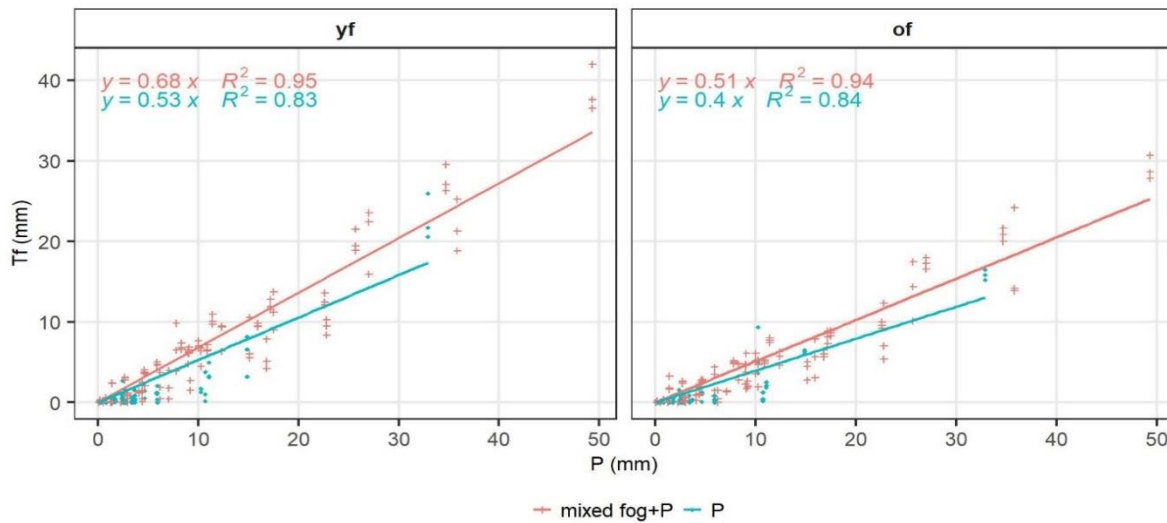 yf
of
y = 0.68 x R² = 0.95
y = 0.53 x R² = 0.83
y = 0.51 x R² = 0.94
y = 0.4 x R² = 0.84
40
30
20
10
0
Tf (mm)
0 10 20 30 40 50
0 10 20 30 40 50
P (mm)
mixed fog+P P